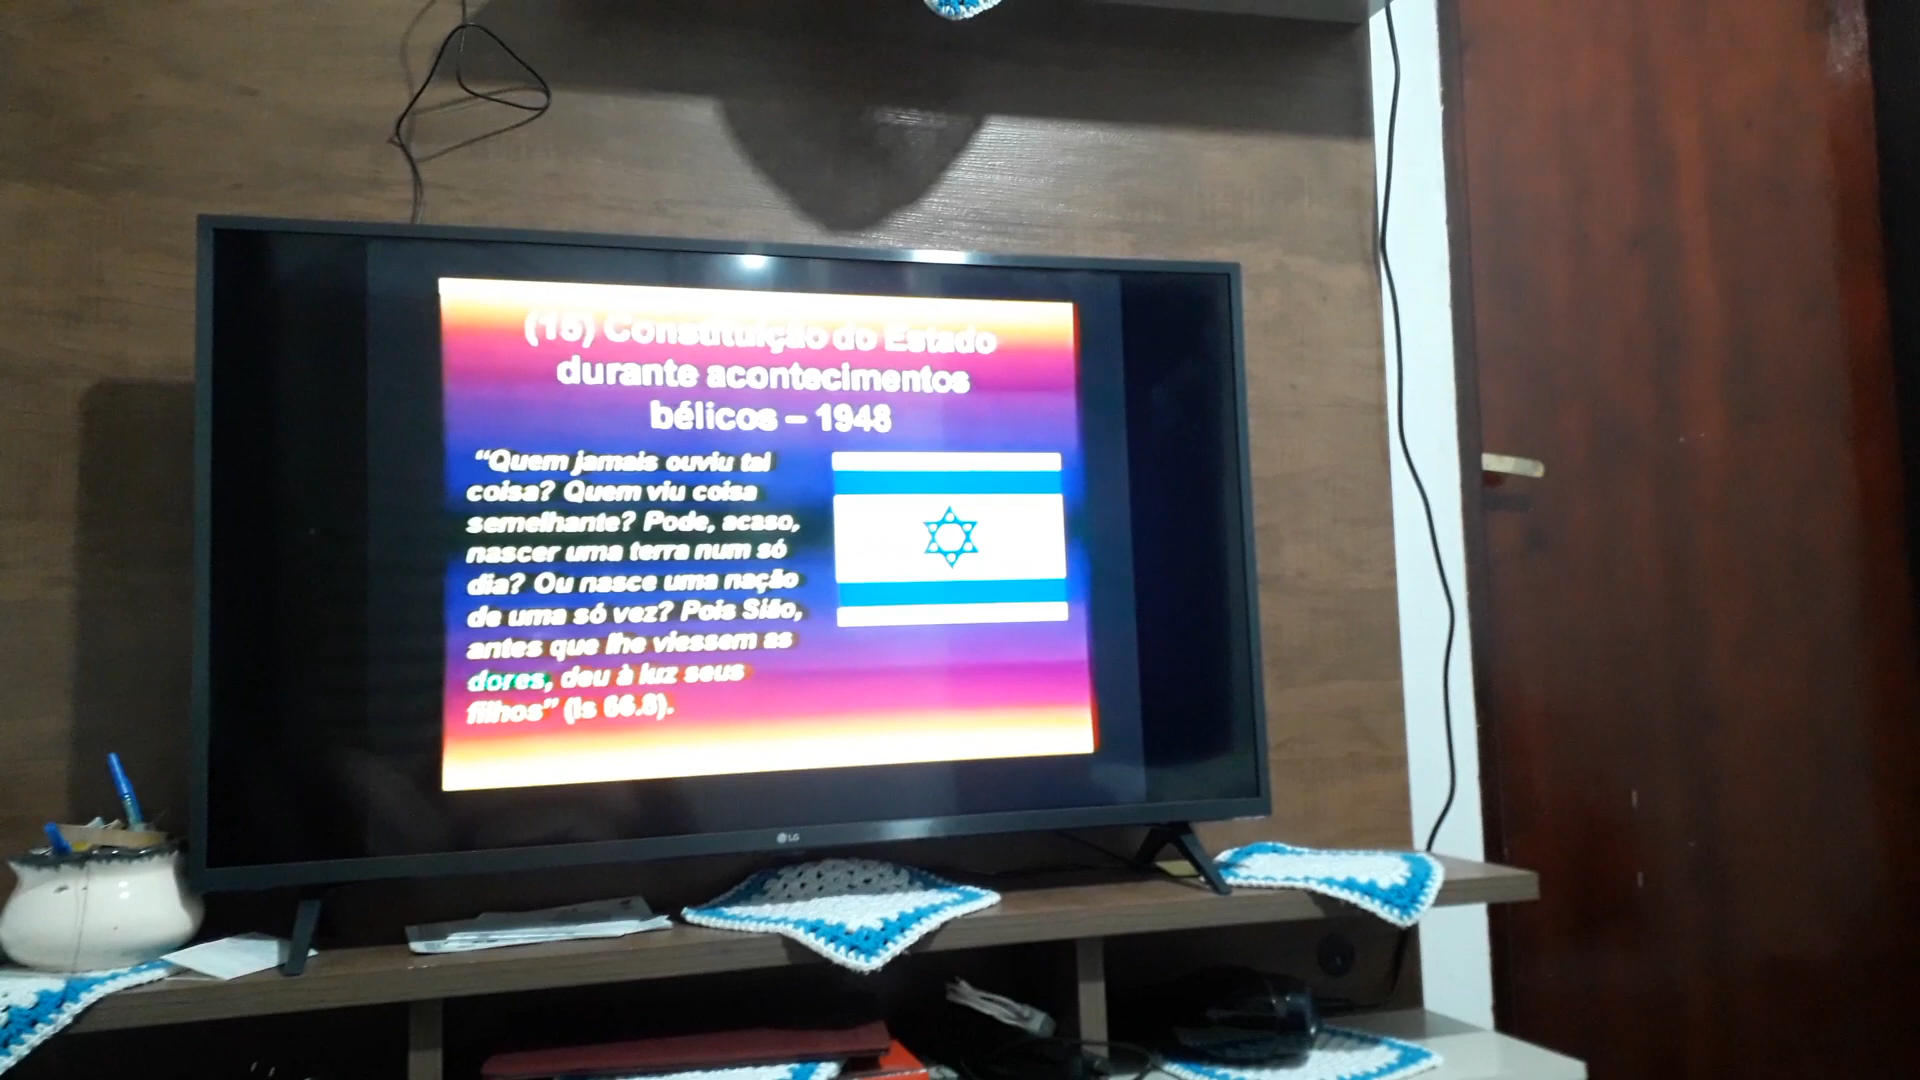 (15) Constituição do Estado
durante acontecimentos
bélicos – 1948
“Quem jamais ouviu tal
coisa? Quem viu coisa
semelhante? Pode, acaso,
nascer uma terra num só
dia? Ou nasce uma nação
de uma só vez? Pois Sião,
antes que lhe viessem as
dores, deu à luz seus
filhos” (Is 66.8).
LG